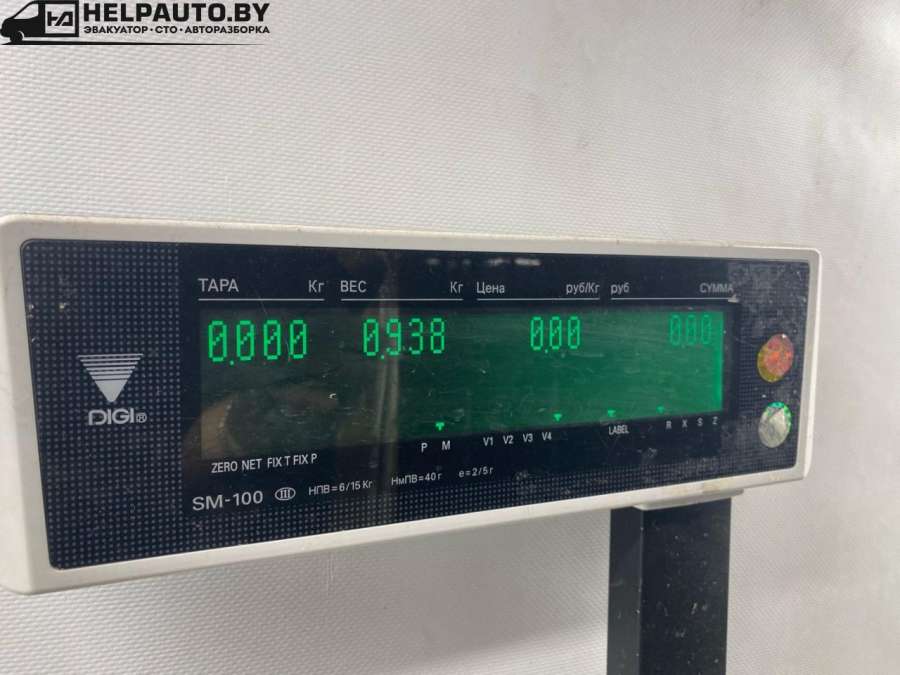 HELPAUTO.BY
ЭВАКУАТОР • СТО • АВТОРАЗБОРКА
ТАРА Кг ВЕС Кг Цена руб/Кг руб СУММА
0.000 0.938 0.00 0.00
P M V1 V2 V3 V4 LABEL R X S Z
DIGI®
ZERO NET FIX T FIX P
SM-100 III НПВ=6/15 Кг НмПВ=40 г e=2/5 г